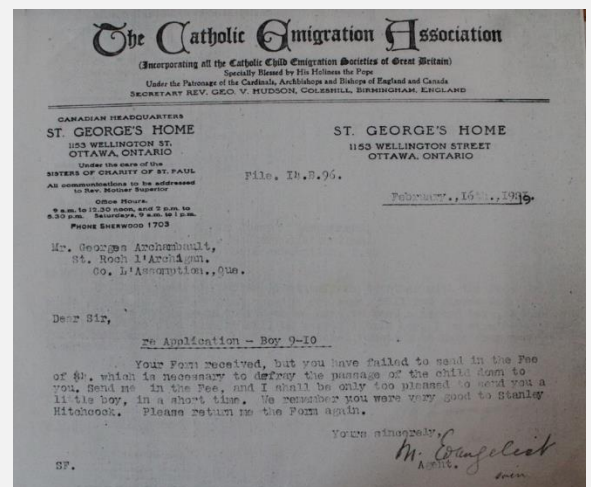 The Catholic Emigration Association
(Incorporating all the Catholic Child Emigration Societies of Great Britain)
Specially Blessed by His Holiness the Pope
Under the Patronage of the Cardinals, Archbishops and Bishops of England and Canada
SECRETARY REV. GEO. V. HUDSON, COLESHILL, BIRMINGHAM, ENGLAND
CANADIAN HEADQUARTERS
ST. GEORGE'S HOME
1153 WELLINGTON ST.
OTTAWA, ONTARIO
Under the care of the
SISTERS OF CHARITY OF ST. PAUL
All communications to be addressed
to Rev. Mother Superior
Office Hours.
9 a.m. to 12.30 noon, and 2 p.m. to
5.30 p.m. Saturdays, 9 a.m. to 1 p.m.
PHONE SHERWOOD 1703
ST. GEORGE'S HOME
1153 WELLINGTON STREET
OTTAWA, ONTARIO
File. 14.B.96.
February.,16th.,
Mr. Georges Archambault,
St. Roch l'Archigan.
Co. L'Assomption.,Que.
Dear Sir,
re Application - Boy 9-10
Your Form received, but you have failed to send in the Fee
of $4. which is necessary to defray the passage of the child down to
you. Send me in the Fee, and I shall be only too pleased to send you a
little boy, in a short time. We remember you were very good to Stanley
Hitchcock. Please return me the Form again.
Yours sincerely,
M. Evangelist
Agent.
SF.